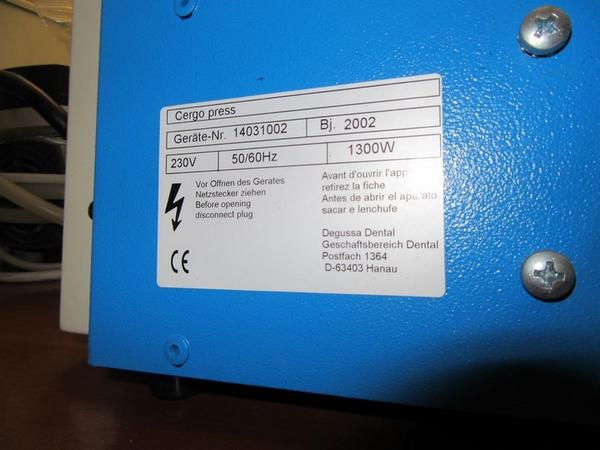 Cergo press
Geräte-Nr. 14031002 Bj. 2002
230V 50/60Hz 1300W
Vor Offnen des Gerates
Netzstecker ziehen
Before opening
disconnect plug
Avant d'ouvrir l'app
retirez la fiche
Antes de abrir el aparato
sacar e lenchufe
Degussa Dental
Geschaftsbereich Dental
Postfach 1364
D-63403 Hanau
CE